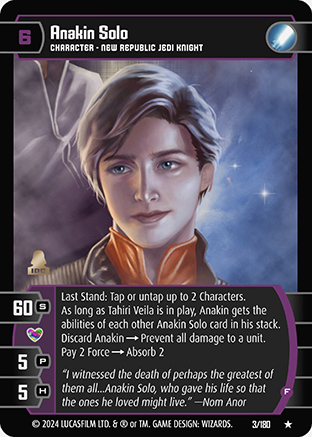 6
Anakin Solo
CHARACTER - NEW REPUBLIC JEDI KNIGHT
60 S
5 P
5 H
Last Stand: Tap or untap up to 2 Characters.
As long as Tahiri Veila is in play, Anakin gets the
abilities of each other Anakin Solo card in his stack.
Discard Anakin → Prevent all damage to a unit.
Pay 2 Force → Absorb 2
"I witnessed the death of perhaps the greatest of
them all...Anakin Solo, who gave his life so that
the ones he loved might live." —Nom Anor
F
© 2024 LUCASFILM LTD. & ® or TM. GAME DESIGN: WIZARDS.
3/180 ★